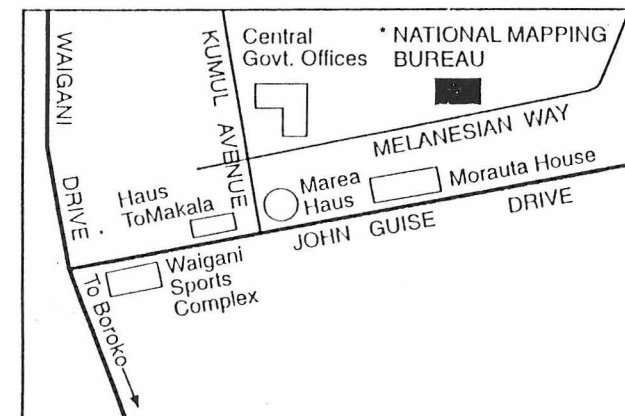 WAIGANI
DRIVE
KUMUL AVENUE
Central
Govt. Offices
* NATIONAL MAPPING
BUREAU
MELANESIAN WAY
Haus
ToMakala
Marea
Haus
Morauta House
JOHN GUISE DRIVE
Waigani
Sports
Complex
To Boroko